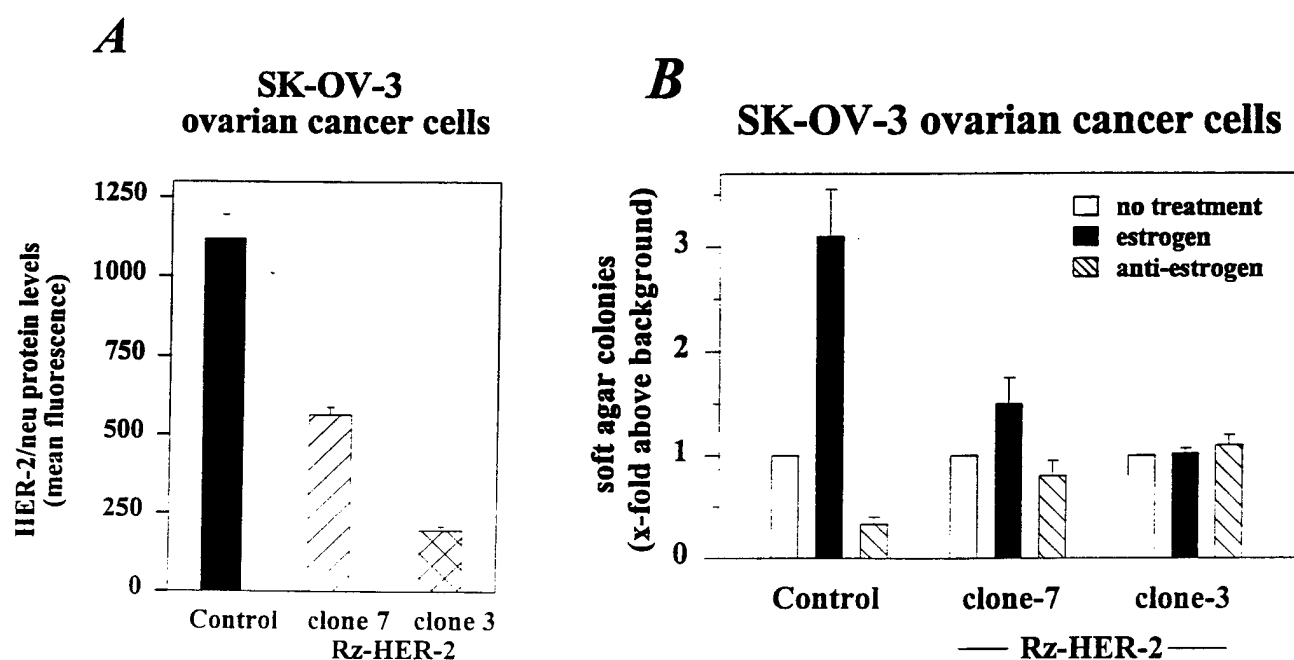 A
SK-OV-3
ovarian cancer cells
HER-2/neu protein levels
(mean fluorescence)
1250
1000
750
500
250
0
Control clone 7 clone 3
Rz-HER-2
B
SK-OV-3 ovarian cancer cells
soft agar colonies
(x-fold above background)
3
2
1
0
no treatment
estrogen
anti-estrogen
Control clone-7 clone-3
Rz-HER-2